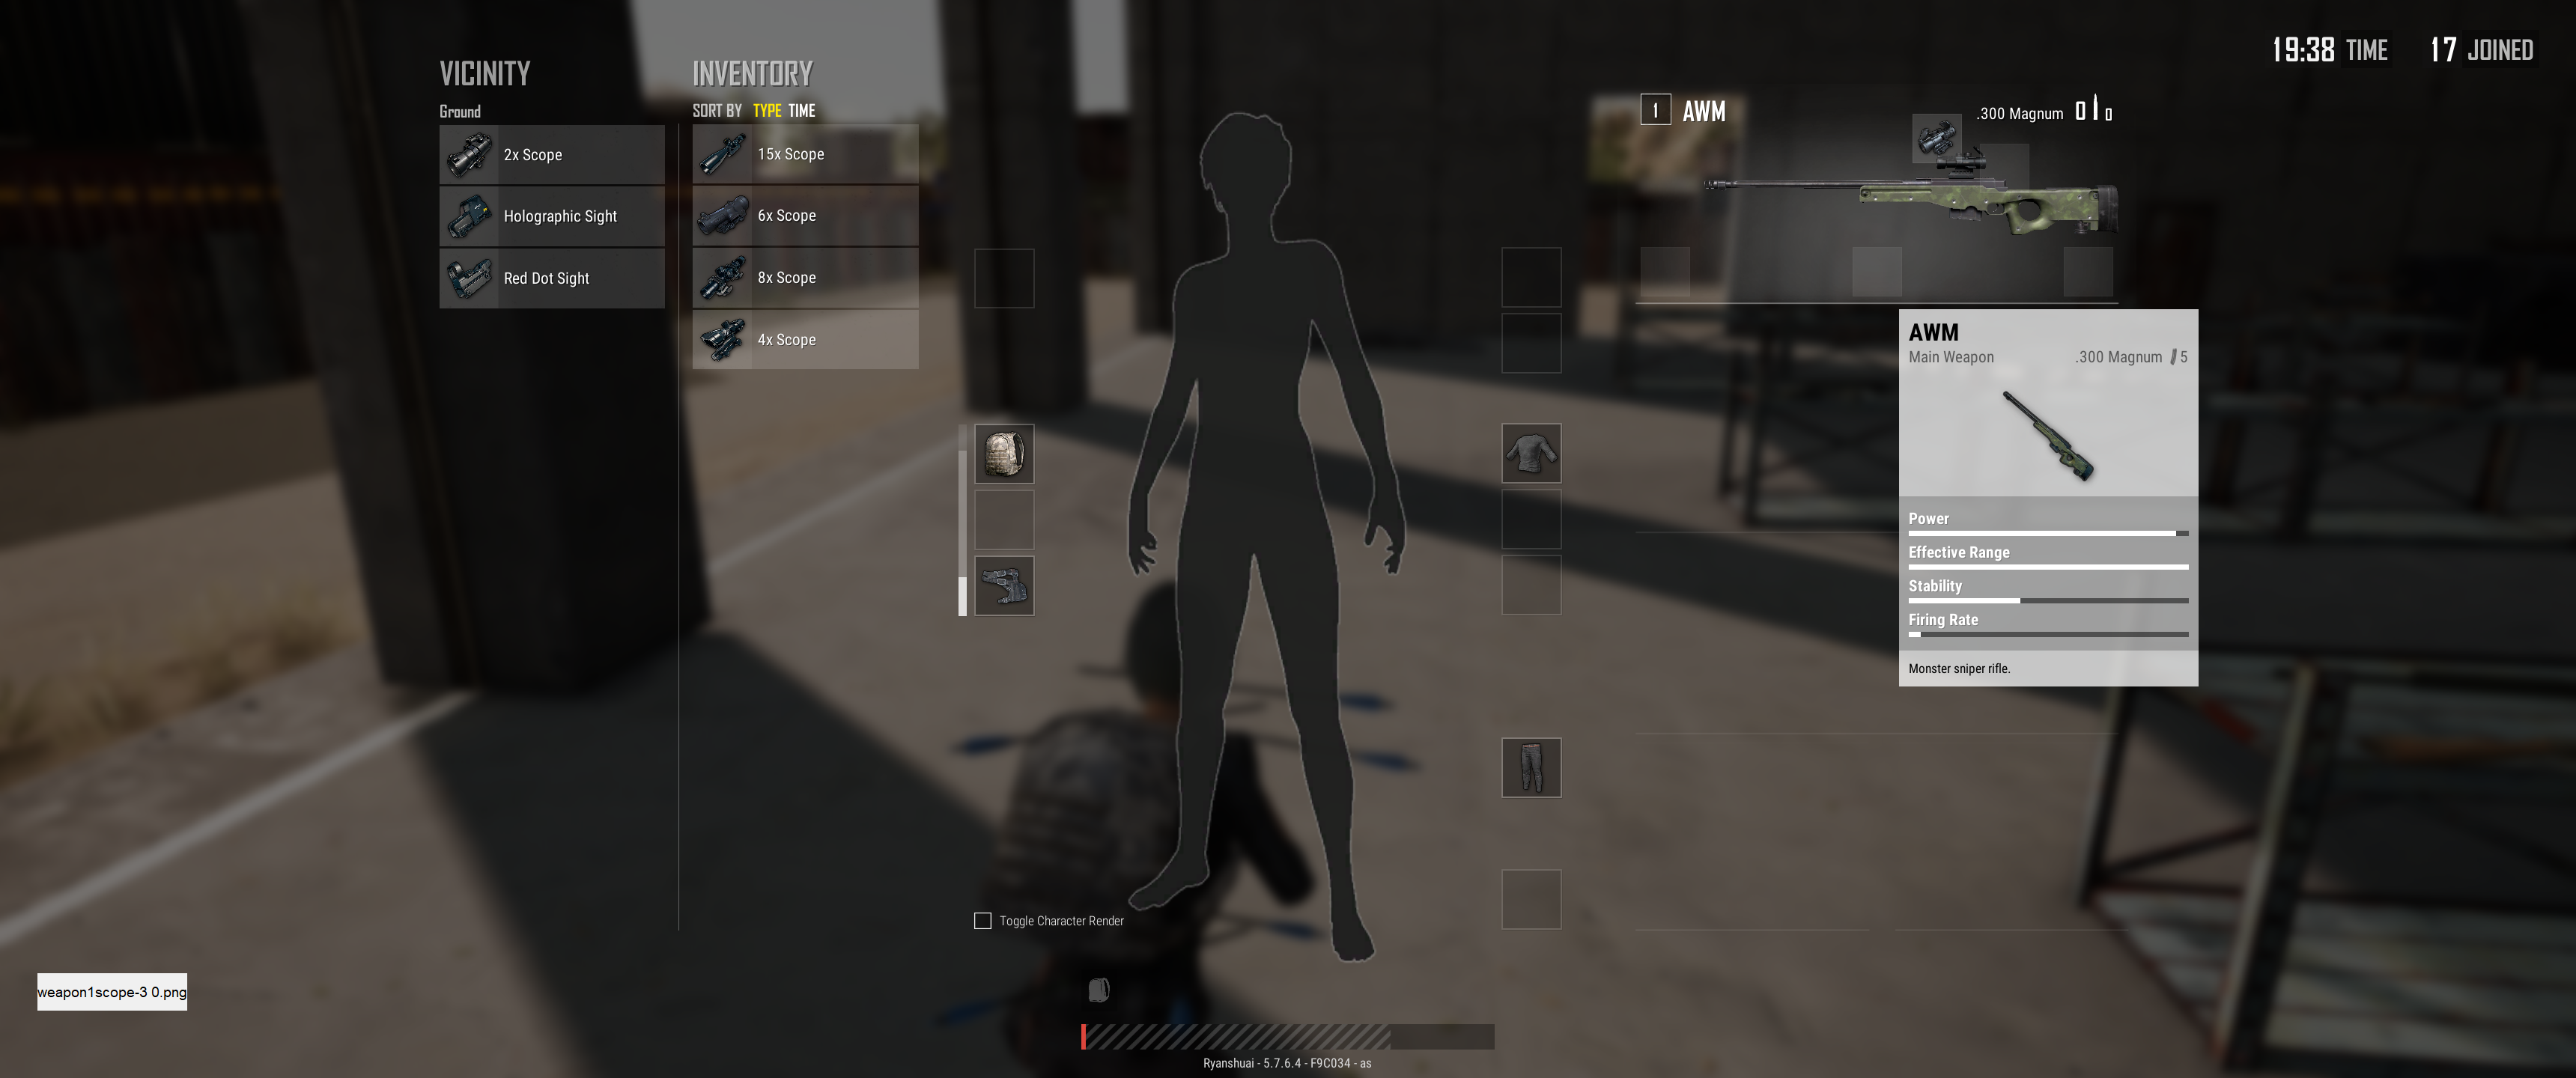 19:38 TIME 17 JOINED
VICINITY
Ground
2x Scope
Holographic Sight
Red Dot Sight
INVENTORY
SORT BY TYPE TIME
15x Scope
6x Scope
8x Scope
4x Scope
1 AWM
.300 Magnum 0 0
AWM
Main Weapon .300 Magnum 5
Power
Effective Range
Stability
Firing Rate
Monster sniper rifle.
Toggle Character Render
weapon1scope-3 0.png
Ryanshuai - 5.7.6.4 - F9C034 - as